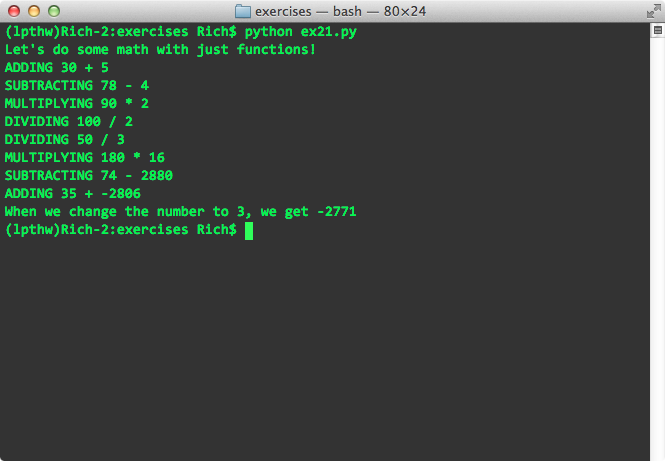 exercises — bash — 80×24
(lpthw)Rich-2:exercises Rich$ python ex21.py
Let's do some math with just functions!
ADDING 30 + 5
SUBTRACTING 78 - 4
MULTIPLYING 90 * 2
DIVIDING 100 / 2
DIVIDING 50 / 3
MULTIPLYING 180 * 16
SUBTRACTING 74 - 2880
ADDING 35 + -2806
When we change the number to 3, we get -2771
(lpthw)Rich-2:exercises Rich$